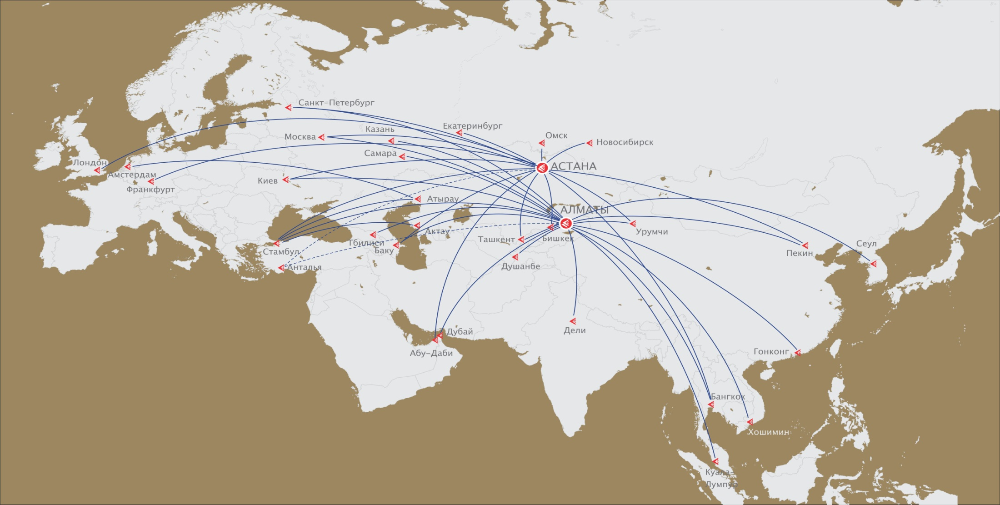 Санкт-Петербург
Екатеринбург
Казань
Москва
Омск
Новосибирск
Самара
Лондон
АСТАНА
Амстердам
Киев
Франкфурт
Атырау
АЛМАТЫ
Актау
Урумчи
Бишкек
Ташкент
Тбилиси
Сеул
Баку
Стамбул
Пекин
Душанбе
Анталья
Дели
Дубай
Гонконг
Абу-Даби
Бангкок
Хошимин
Куала-
Лумпур